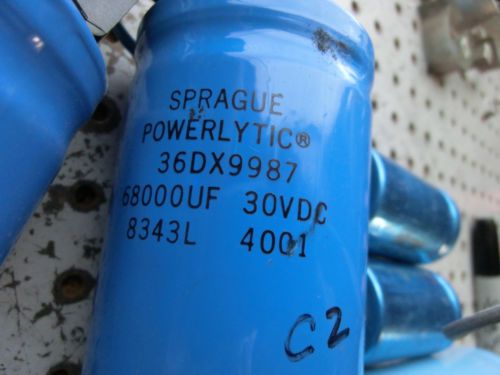 SPRAGUE
POWERLYTIC®
36DX9987
68000UF 30VDC
8343L 4001
C2